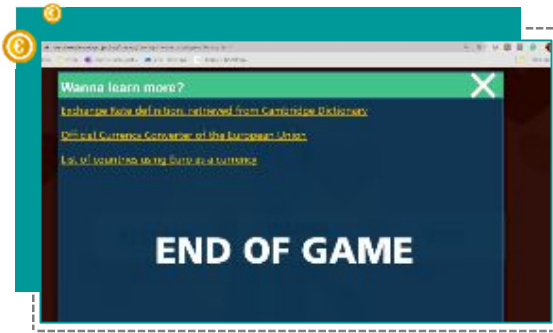 Wanna learn more?
Exchange Rate definition, retrieved from Cambridge Dictionary
Official Currency Converter of the European Union
List of countries using Euro as a currency
END OF GAME